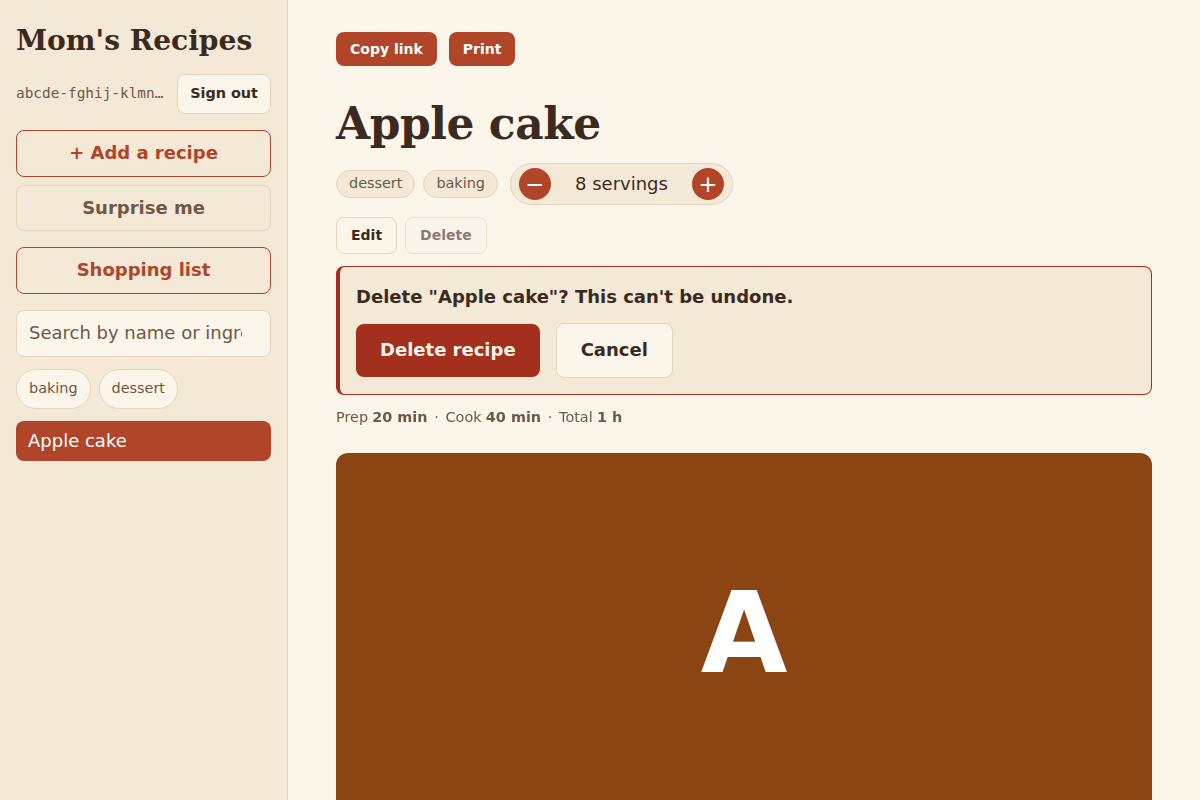 Mom's Recipes
abcde-fghij-klmn…
Sign out
+ Add a recipe
Surprise me
Shopping list
Search by name or ingr
baking
dessert
Apple cake
Copy link
Print
Apple cake
dessert
baking
−
8 servings
+
Edit
Delete
Delete "Apple cake"? This can't be undone.
Delete recipe
Cancel
Prep 20 min · Cook 40 min · Total 1 h
A